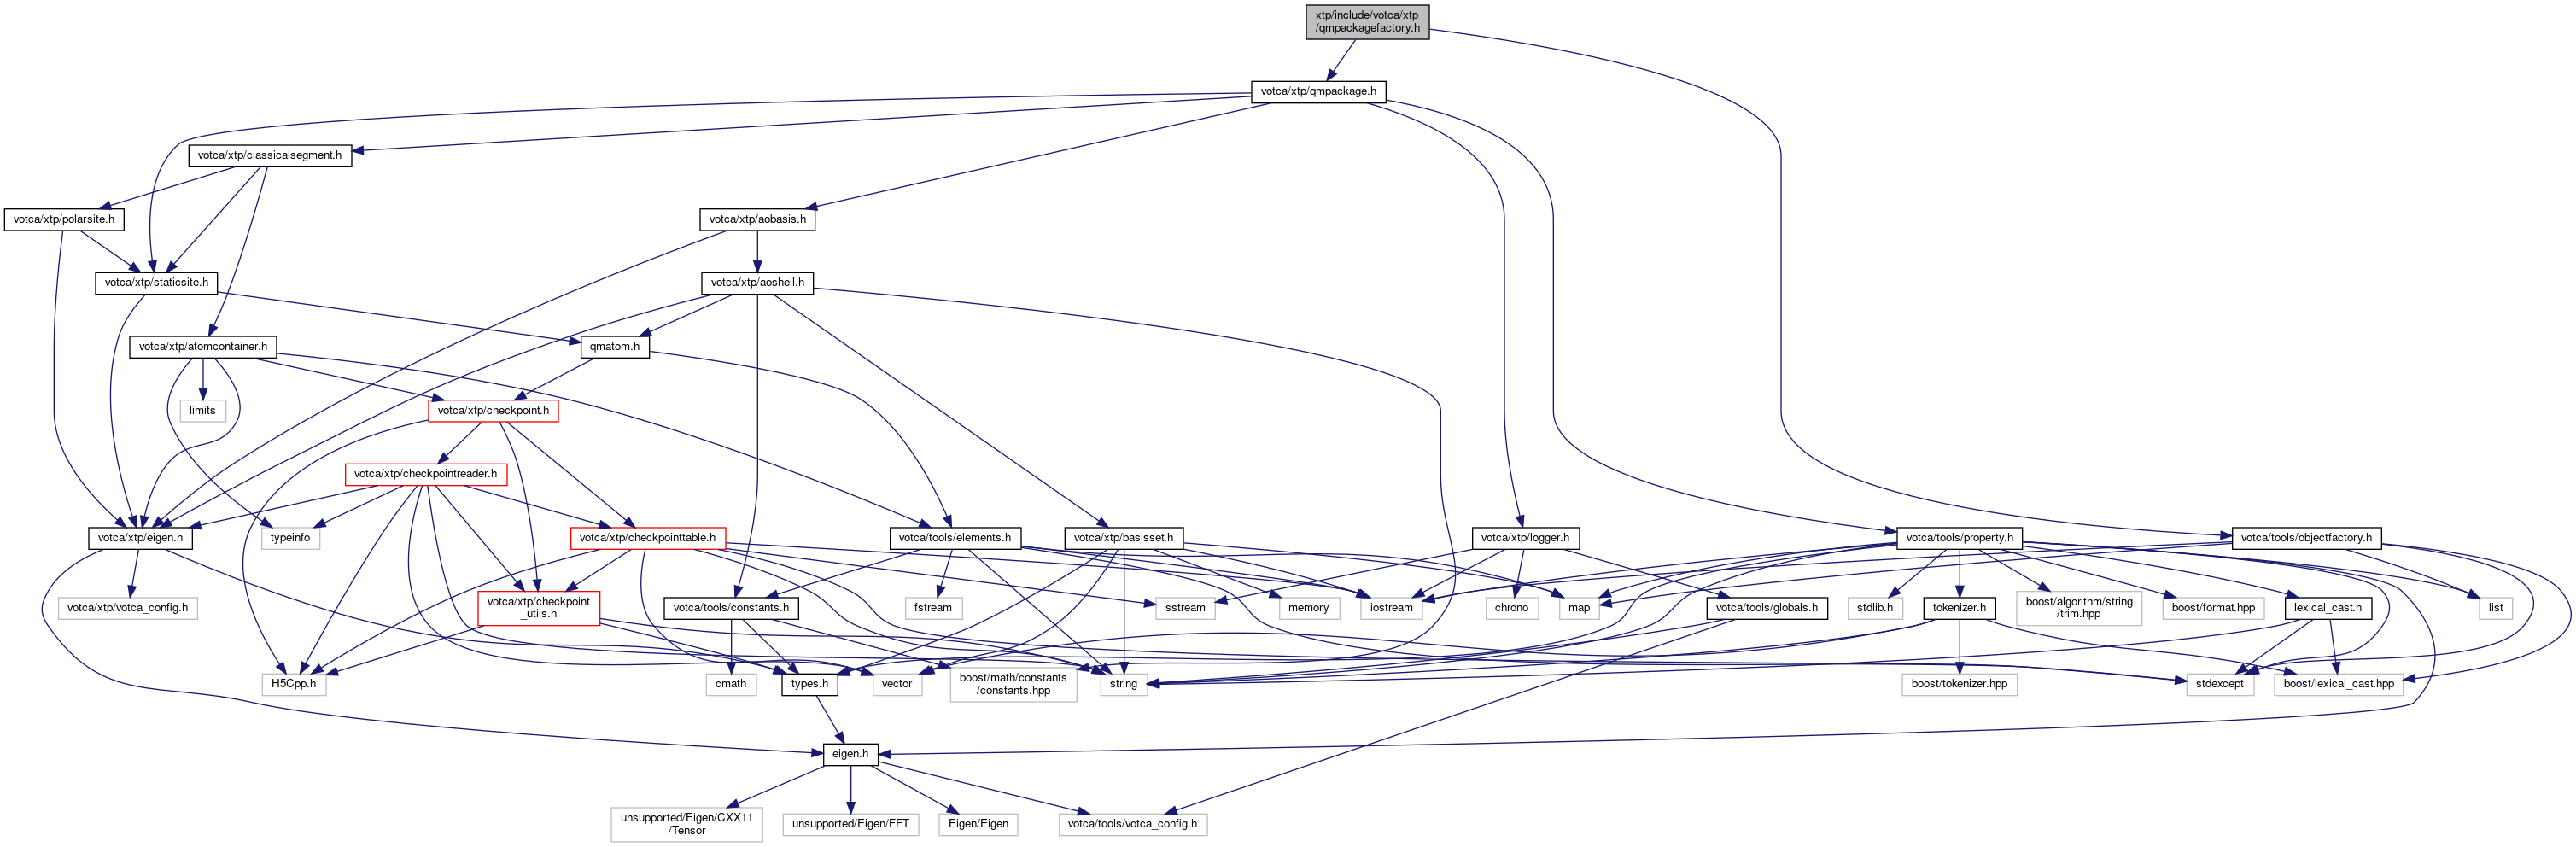 xtp/include/votca/xtp
/qmpackagefactory.h
votca/xtp/qmpackage.h
votca/xtp/classicalsegment.h
votca/xtp/polarsite.h
votca/xtp/aobasis.h
votca/xtp/staticsite.h
votca/xtp/aoshell.h
votca/xtp/atomcontainer.h
qmatom.h
limits
votca/xtp/checkpoint.h
votca/xtp/checkpointreader.h
votca/xtp/eigen.h
typeinfo
votca/xtp/checkpointtable.h
votca/tools/elements.h
votca/xtp/basisset.h
votca/xtp/logger.h
votca/tools/property.h
votca/tools/objectfactory.h
votca/xtp/votca_config.h
votca/xtp/checkpoint
_utils.h
votca/tools/constants.h
fstream
sstream
memory
iostream
chrono
map
votca/tools/globals.h
stdlib.h
tokenizer.h
boost/algorithm/string
/trim.hpp
boost/format.hpp
lexical_cast.h
list
H5Cpp.h
cmath
types.h
vector
boost/math/constants
/constants.hpp
string
boost/tokenizer.hpp
stdexcept
boost/lexical_cast.hpp
eigen.h
unsupported/Eigen/CXX11
/Tensor
unsupported/Eigen/FFT
Eigen/Eigen
votca/tools/votca_config.h